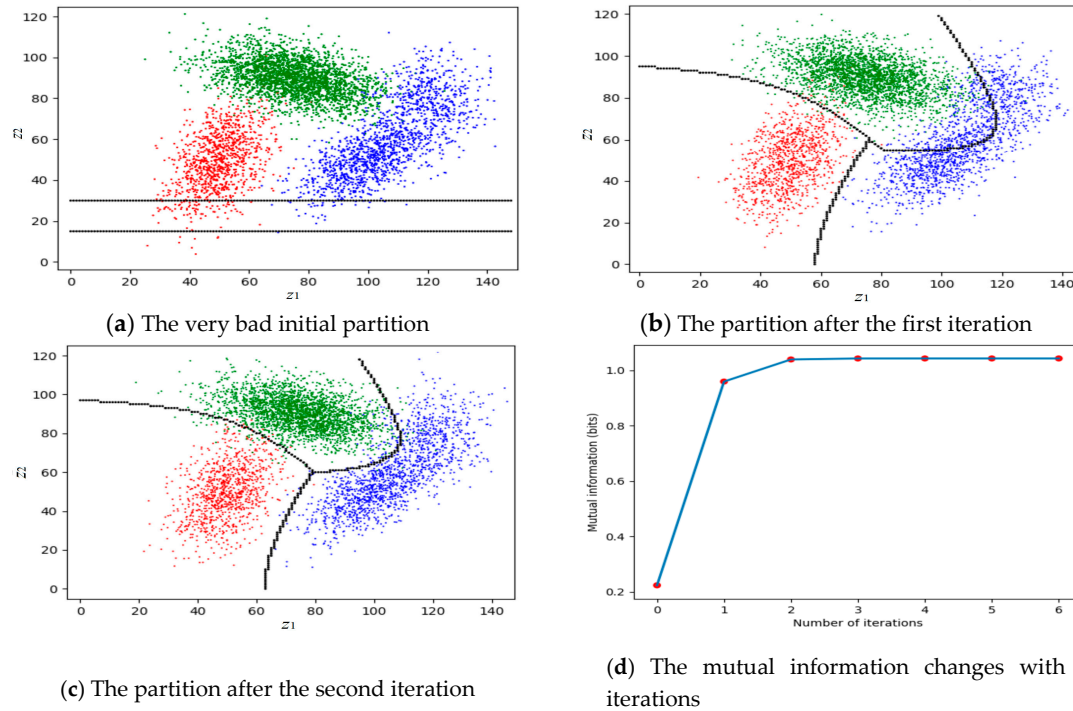 120
100
80
60
40
20
0
z2
0 20 40 60 80 100 120 140
z1
(a) The very bad initial partition
120
100
80
60
40
20
0
z2
0 20 40 60 80 100 120 140
z1
(b) The partition after the first iteration
120
100
80
60
40
20
0
z2
0 20 40 60 80 100 120 140
z1
(c) The partition after the second iteration
1.0
0.8
0.6
0.4
0.2
Mutual information (bits)
0 1 2 3 4 5 6
Number of iterations
(d) The mutual information changes with
iterations